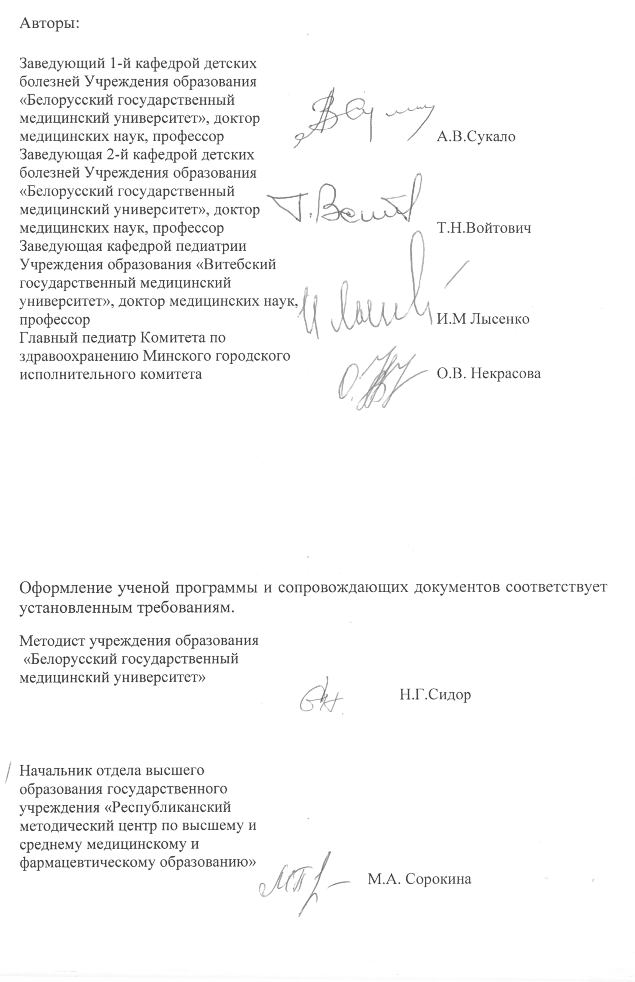 Авторы:
Заведующий 1-й кафедрой детских
болезней Учреждения образования
«Белорусский государственный
медицинский университет», доктор
медицинских наук, профессор А.В.Сукало
Заведующая 2-й кафедрой детских
болезней Учреждения образования
«Белорусский государственный
медицинский университет», доктор
медицинских наук, профессор Т.Н.Войтович
Заведующая кафедрой педиатрии
Учреждения образования «Витебский
государственный медицинский
университет», доктор медицинских наук,
профессор И.М Лысенко
Главный педиатр Комитета по
здравоохранению Минского городского
исполнительного комитета О.В. Некрасова
Оформление ученой программы и сопровождающих документов соответствует
установленным требованиям.
Методист учреждения образования
«Белорусский государственный
медицинский университет»
Н.Г.Сидор
Начальник отдела высшего
образования государственного
учреждения «Республиканский
методический центр по высшему и
среднему медицинскому и
фармацевтическому образованию»
М.А. Сорокина